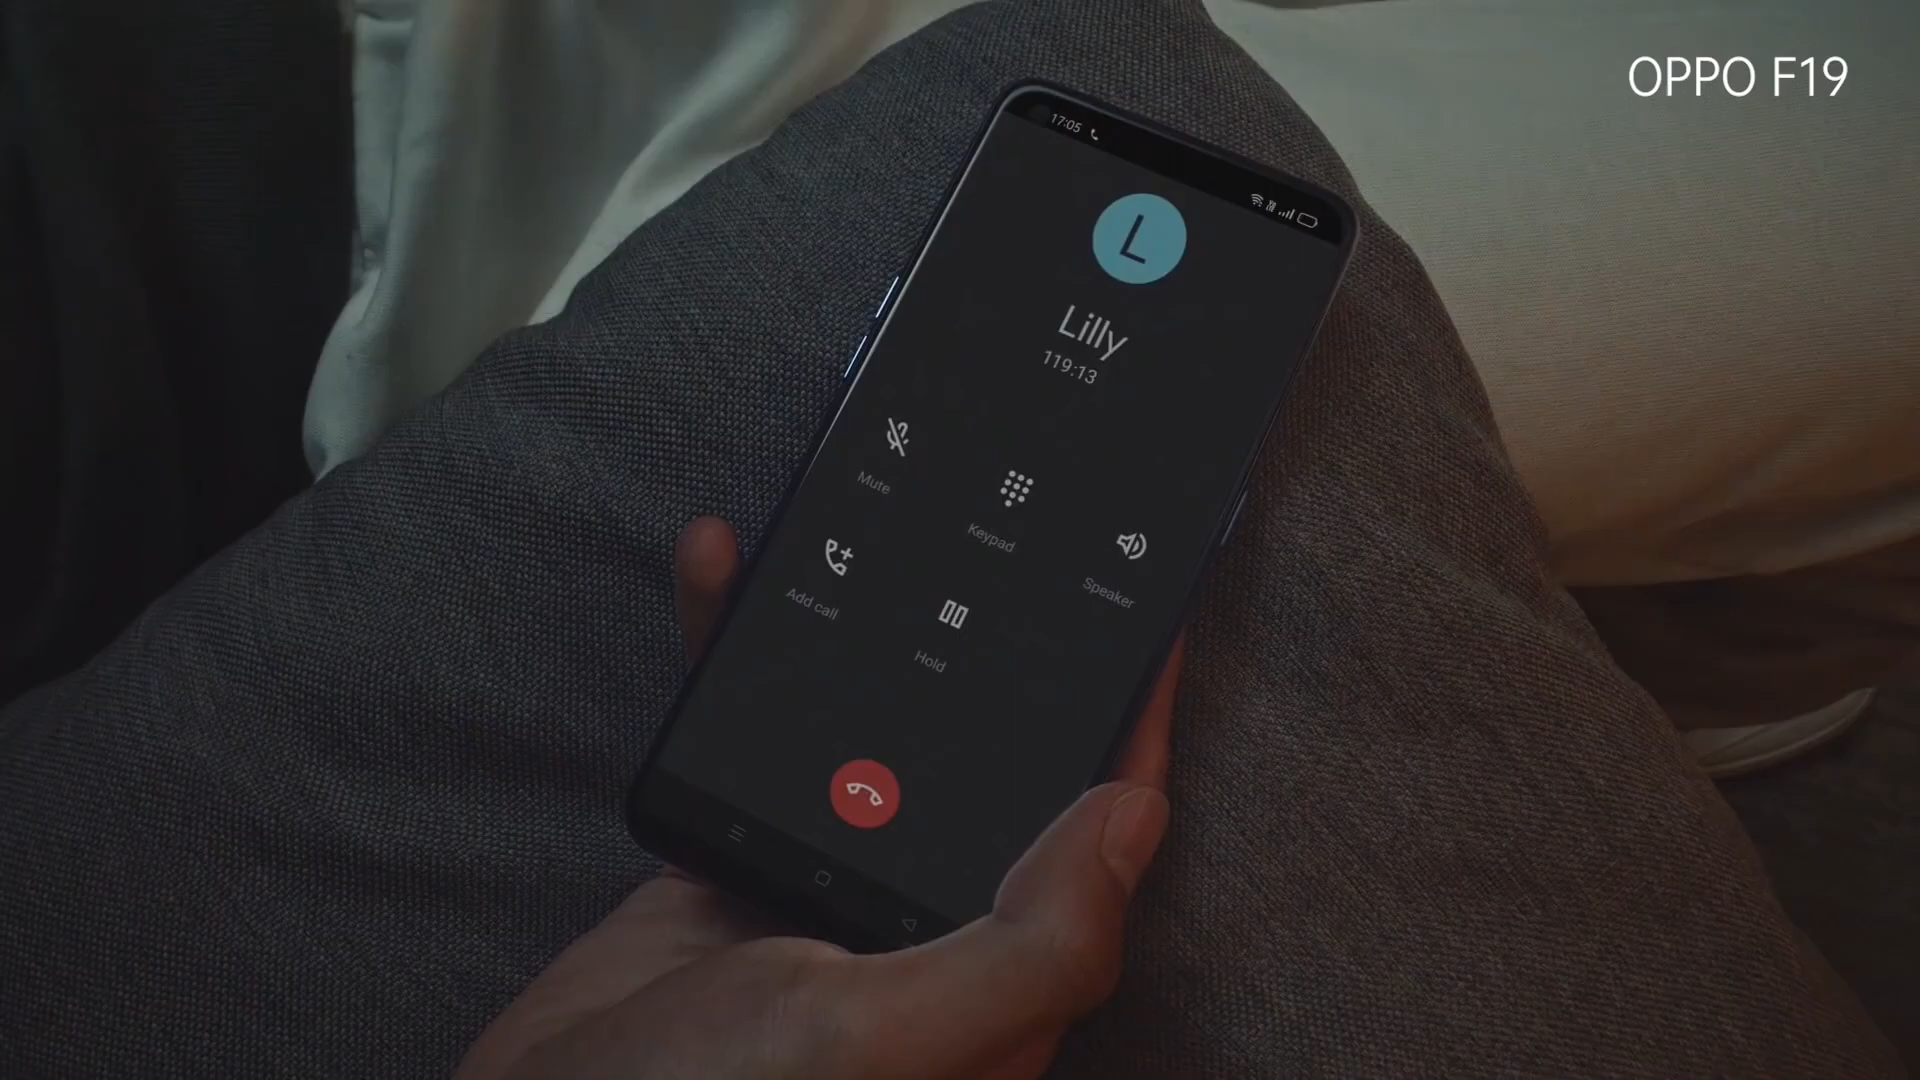 OPPO F19
17:05
L
Lilly
119:13
Mute
Keypad
Speaker
Add call
Hold